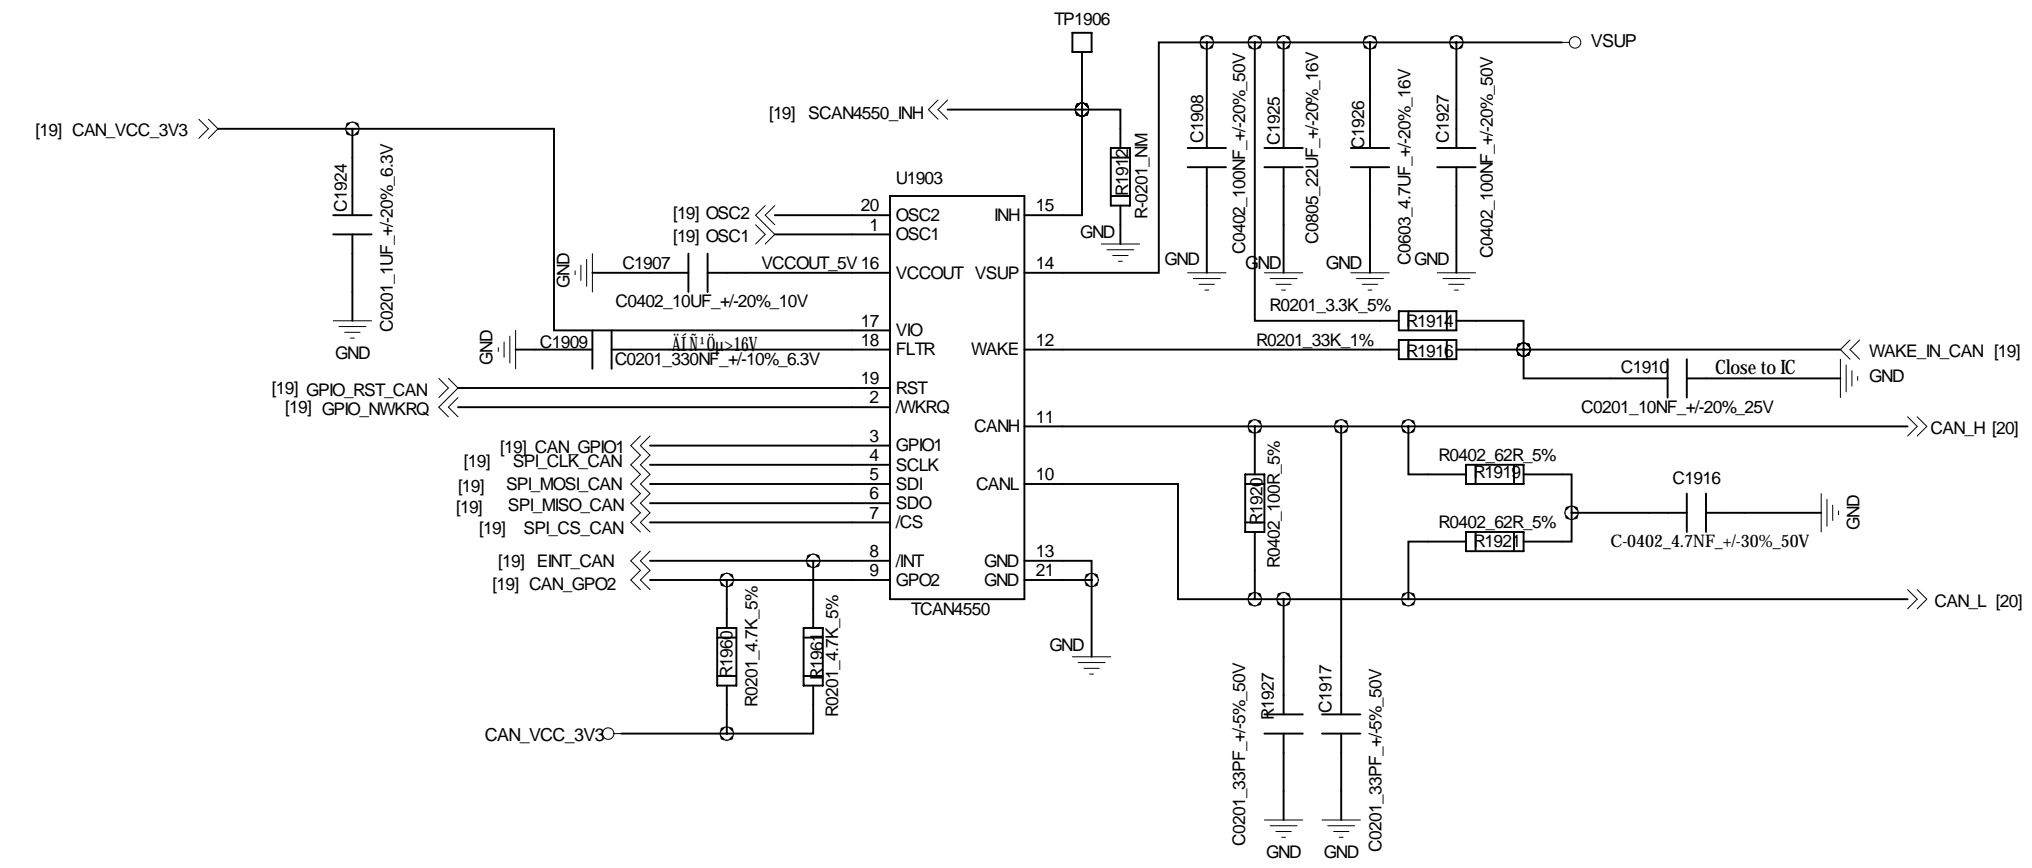 TP1906
VSUP
[19] SCAN4550_INH
[19] CAN_VCC_3V3
C1924
C0201_1UF_+/-20%_6.3V
GND
R1912
R-0201_NM
GND
C1908
C0402_100NF_+/-20%_50V
GND
C1925
C0805_22UF_+/-20%_16V
GND
C1926
C0603_4.7UF_+/-20%_16V
GND
C1927
C0402_100NF_+/-20%_50V
GND
U1903
[19] OSC2 20 OSC2
[19] OSC1 1 OSC1
GND C1907 VCCOUT_5V 16 VCCOUT
C0402_10UF_+/-20%_10V
17 VIO
GND C1909 ÄÍÑ¹Öµ>16V 18 FLTR
C0201_330NF_+/-10%_6.3V
[19] GPIO_RST_CAN 19 RST
[19] GPIO_NWKRQ 2 /WKRQ
[19] CAN_GPIO1 3 GPIO1
[19] SPI_CLK_CAN 4 SCLK
[19] SPI_MOSI_CAN 5 SDI
[19] SPI_MISO_CAN 6 SDO
[19] SPI_CS_CAN 7 /CS
[19] EINT_CAN 8 /INT
[19] CAN_GPO2 9 GPO2
INH 15
VSUP 14
WAKE 12
CANH 11
CANL 10
GND 13
GND 21
TCAN4550
GND
R0201_3.3K_5%
R1914
R0201_33K_1%
R1916
WAKE_IN_CAN [19]
C1910 Close to IC GND
C0201_10NF_+/-20%_25V
CAN_H [20]
R1920
R0402_100R_5%
R0402_62R_5%
R1919
C1916
GND
R0402_62R_5%
R1921
C-0402_4.7NF_+/-30%_50V
CAN_L [20]
R1960
R0201_4.7K_5%
R1961
R0201_4.7K_5%
CAN_VCC_3V3
R1927
C0201_33PF_+/-5%_50V
GND
C1917
C0201_33PF_+/-5%_50V
GND